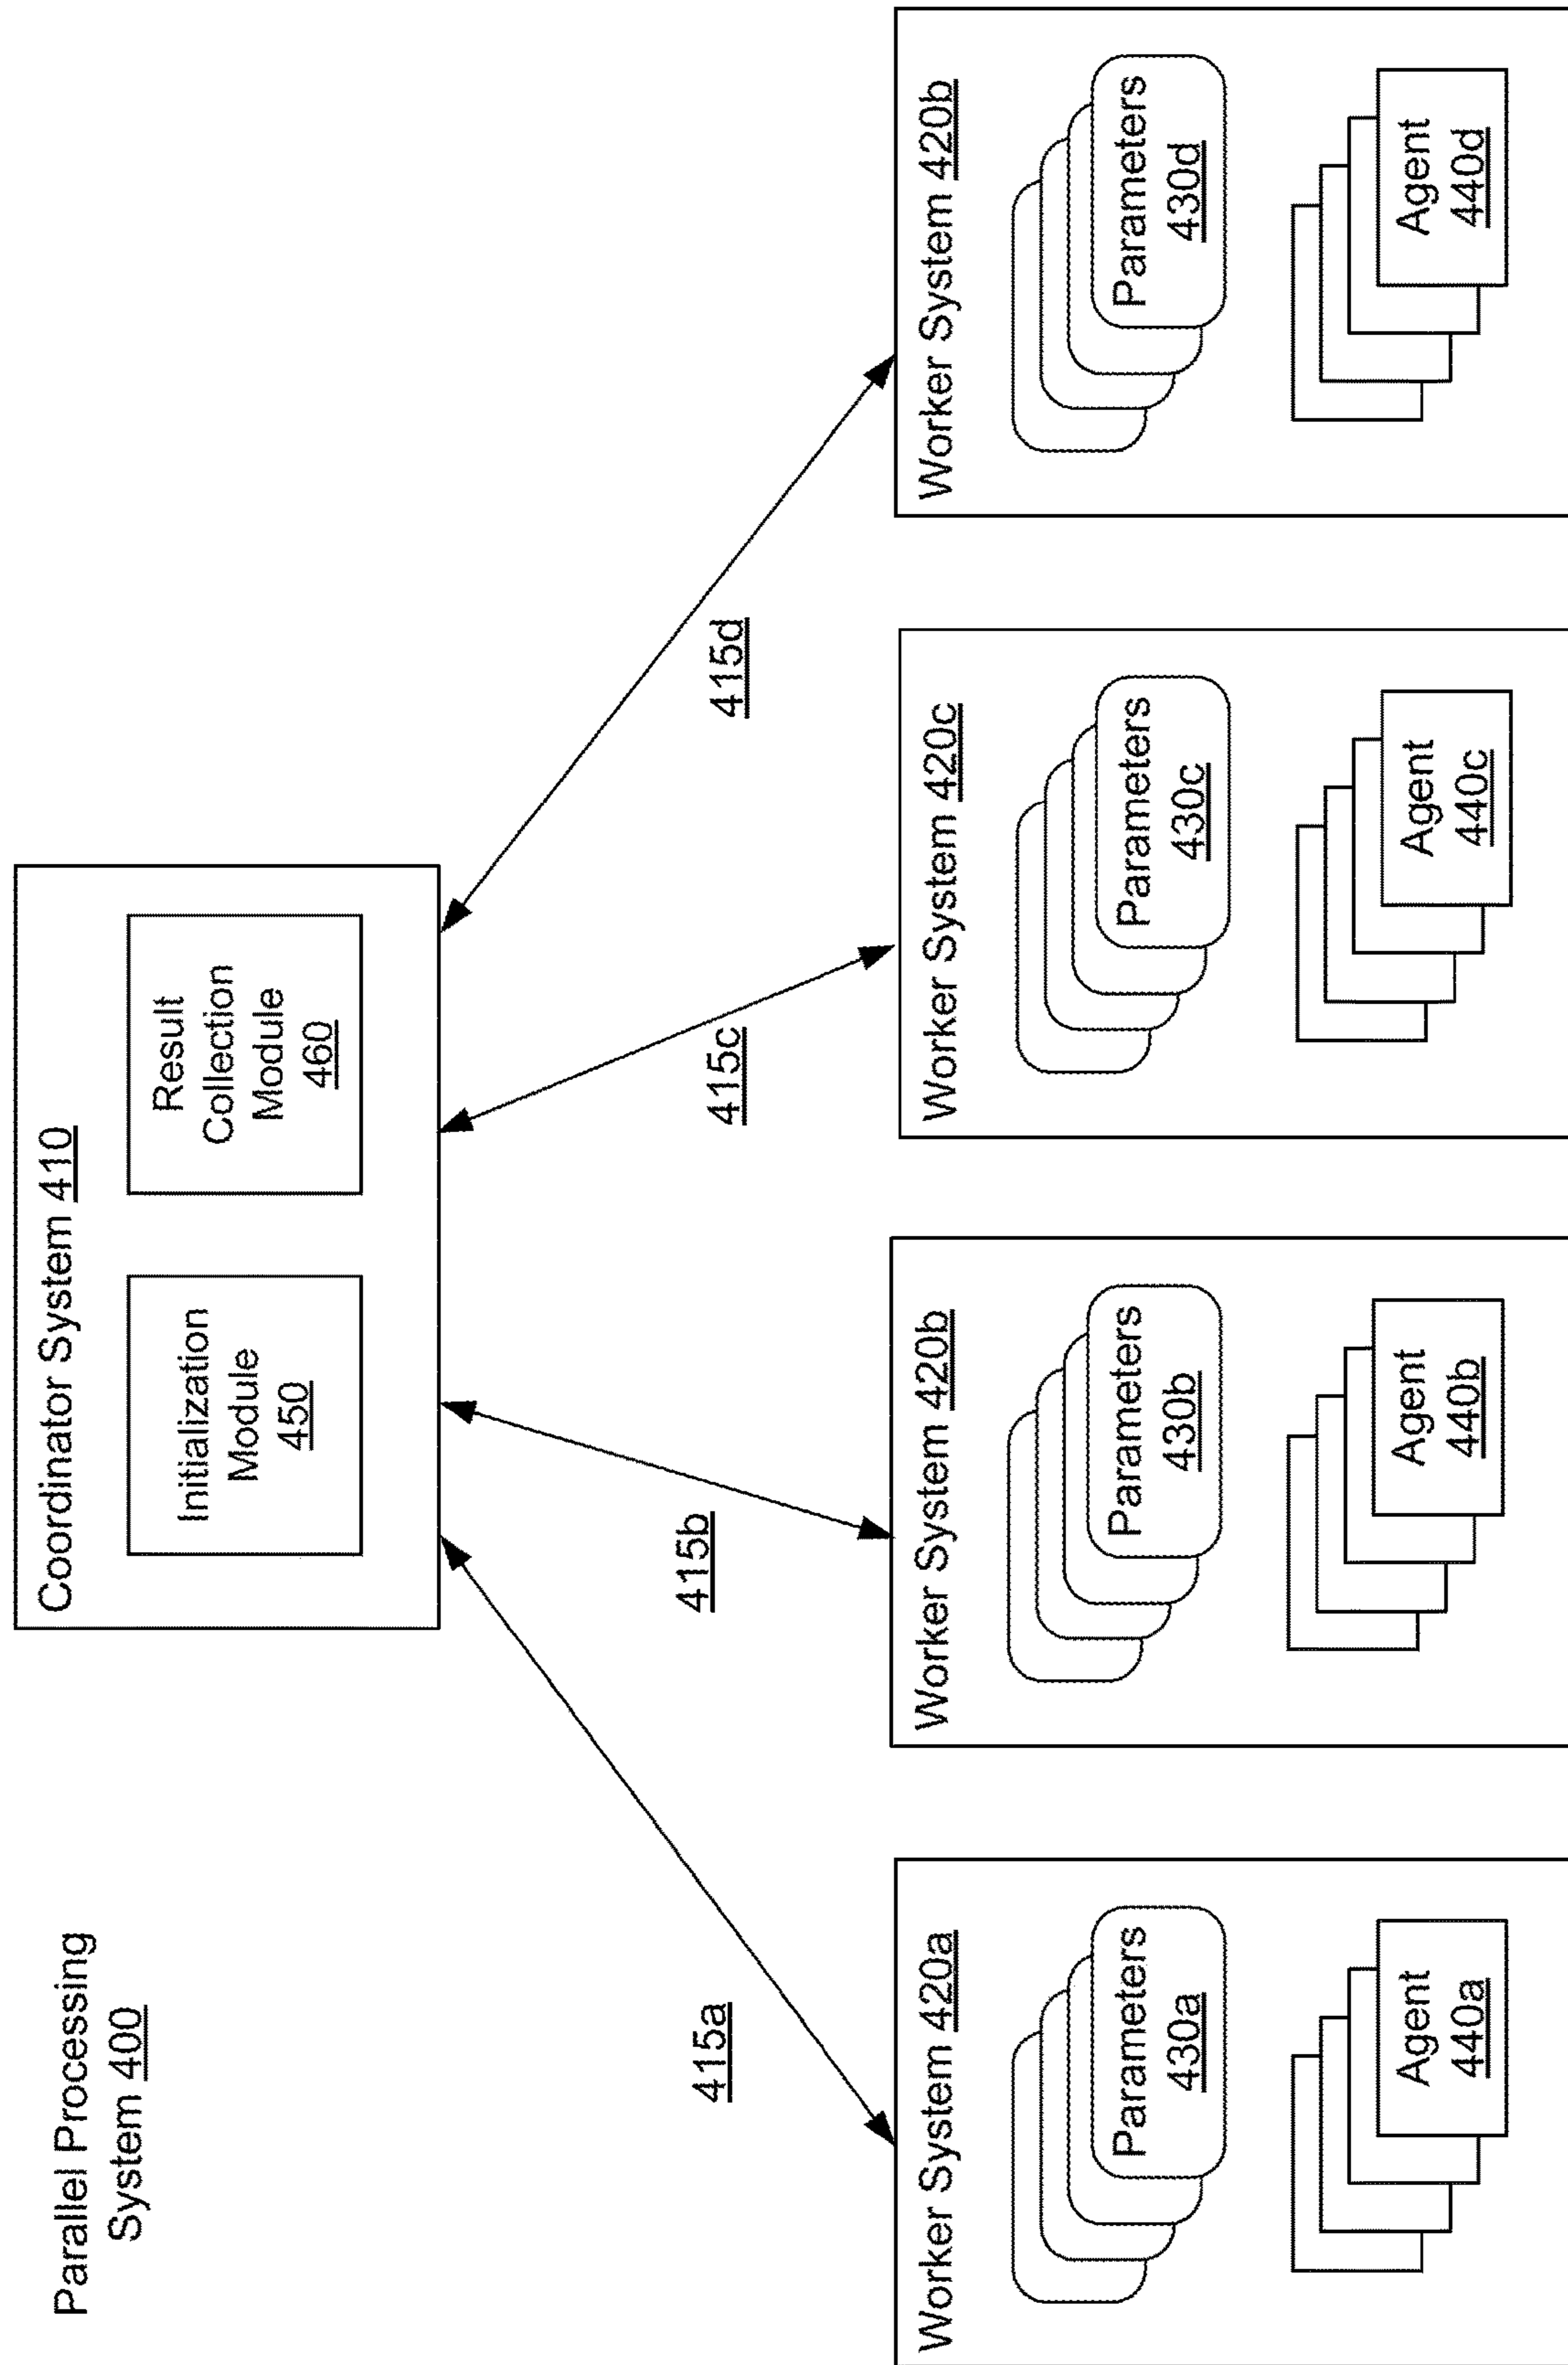 Parallel Processing
System 400
Coordinator System 410
Initialization
Module
450
Result
Collection
Module
460
415a
415b
415c
415d
Worker System 420a
Parameters
430a
Agent
440a
Worker System 420b
Parameters
430b
Agent
440b
Worker System 420c
Parameters
430c
Agent
440c
Worker System 420b
Parameters
430d
Agent
440d